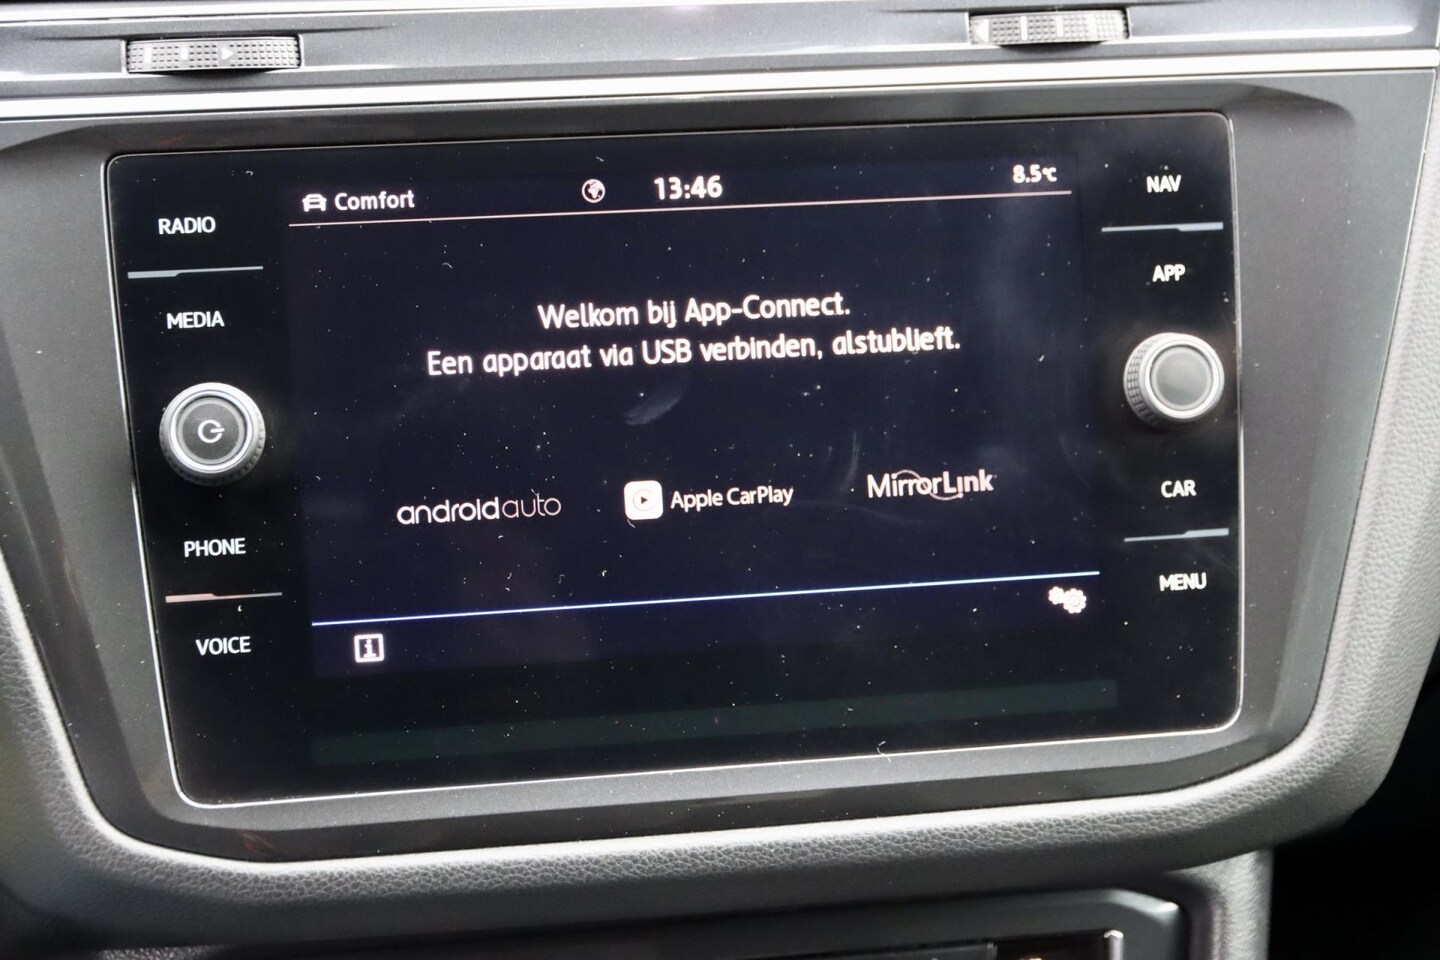 Comfort 13:46 8.5°C
RADIO
MEDIA
PHONE
VOICE
Welkom bij App-Connect.
Een apparaat via USB verbinden, alstublieft.
androidauto Apple CarPlay MirrorLink
i
NAV
APP
CAR
MENU